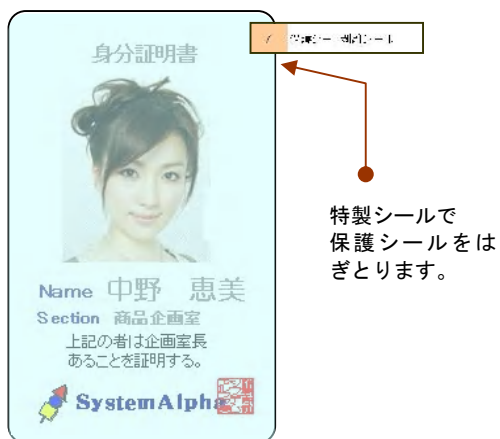 身分証明書
Name 中野 恵美
Section 商品企画室
上記の者は企画室長
あることを証明する。
SystemAlpha
特製シールで
保護シールをは
ぎとります。